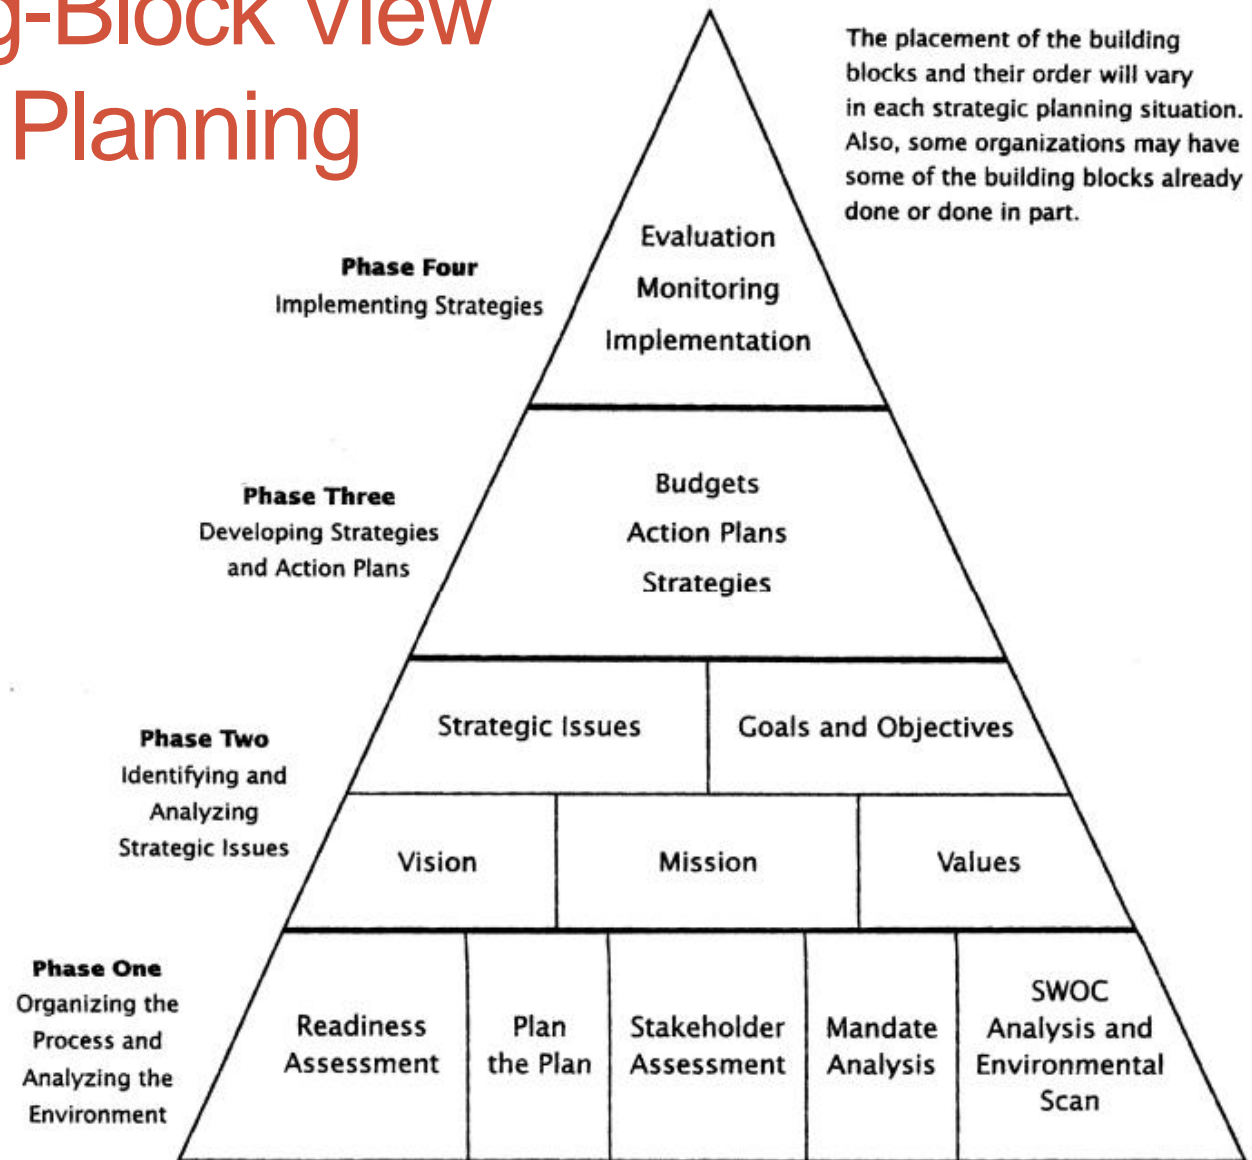 g-Block View
Planning
The placement of the building
blocks and their order will vary
in each strategic planning situation.
Also, some organizations may have
some of the building blocks already
done or done in part.
Phase Four
Implementing Strategies
Evaluation
Monitoring
Implementation
Phase Three
Developing Strategies
and Action Plans
Budgets
Action Plans
Strategies
Phase Two
Identifying and
Analyzing
Strategic Issues
Strategic Issues
Goals and Objectives
Vision
Mission
Values
Phase One
Organizing the
Process and
Analyzing the
Environment
Readiness
Assessment
Plan
the Plan
Stakeholder
Assessment
Mandate
Analysis
SWOC
Analysis and
Environmental
Scan